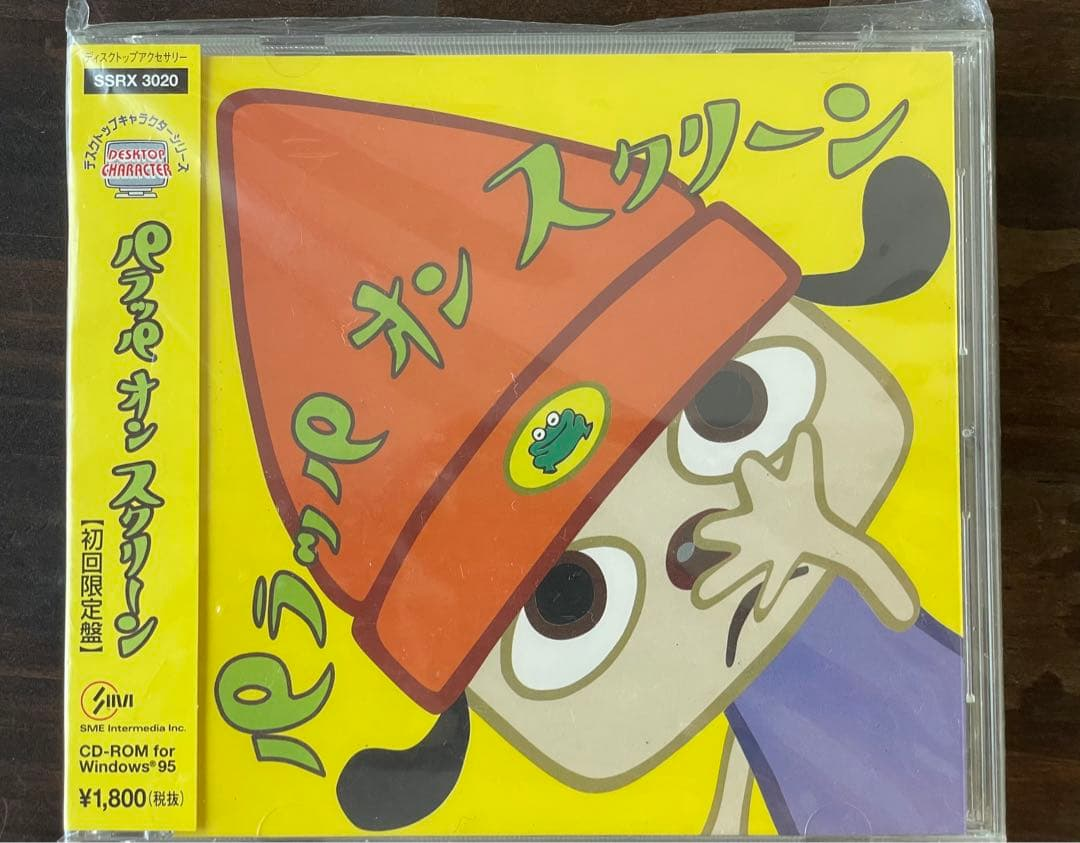 ディスクトップアクセサリー
SSRX 3020
デスクトップキャラクターシリーズ
DESKTOP
CHARACTER
パラッパ オン スクリーン
【初回限定盤】
SME Intermedia Inc.
CD-ROM for
Windows®95
¥1,800(税抜)
パラッパ オン スクリーン